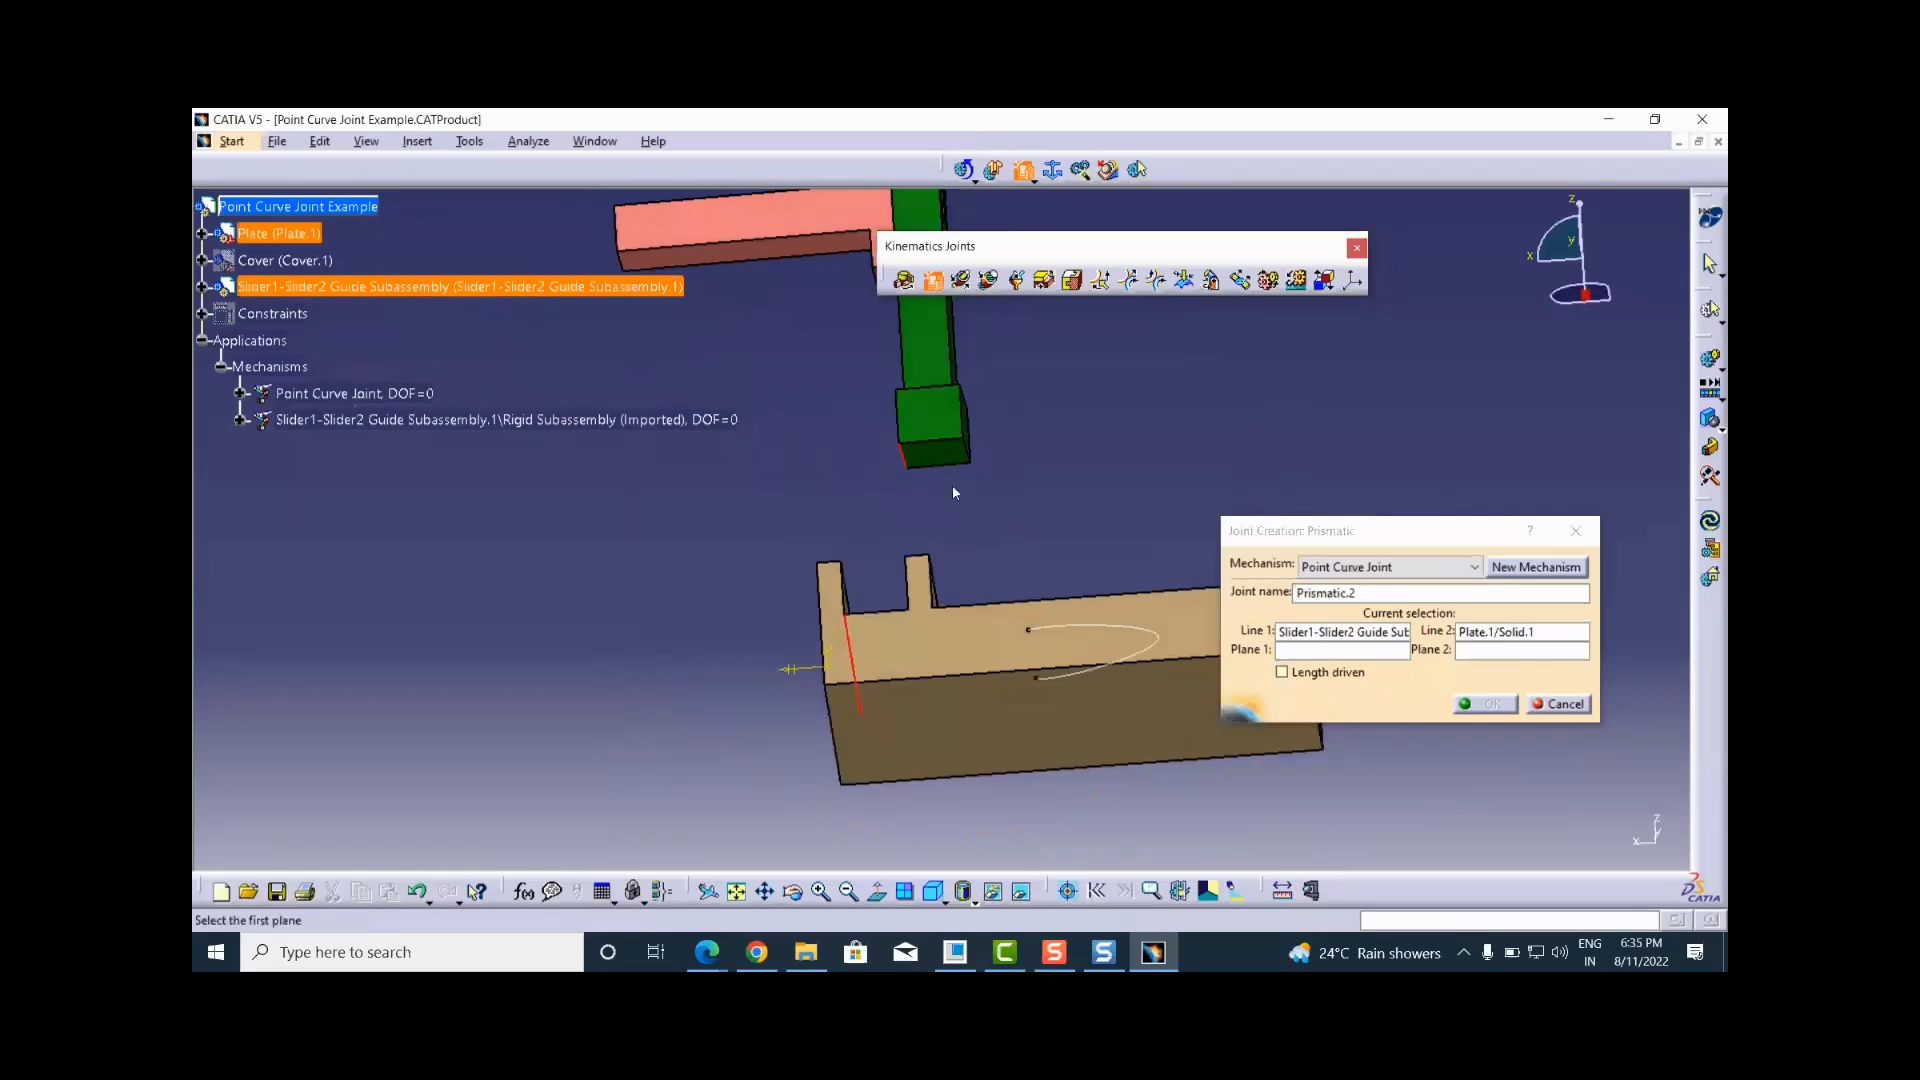 CATIA V5 - [Point Curve Joint Example.CATProduct]
Start File Edit View Insert Tools Analyze Window Help
Point Curve Joint Example
Plate (Plate.1)
Cover (Cover.1)
Slider1-Slider2 Guide Subassembly (Slider1-Slider2 Guide Subassembly.1)
Constraints
Applications
Mechanisms
Point Curve Joint, DOF=0
Slider1-Slider2 Guide Subassembly.1\Rigid Subassembly (Imported), DOF=0
Kinematics Joints
z
y
x
Joint Creation: Prismatic
Mechanism: Point Curve Joint New Mechanism
Joint name: Prismatic.2
Current selection:
Line 1: Slider1-Slider2 Guide Sub Line 2: Plate.1/Solid.1
Plane 1: Plane 2:
Length driven
OK Cancel
z
y
x
f(x)
CATIA
Select the first plane
Type here to search
24°C Rain showers
ENG
IN
6:35 PM
8/11/2022